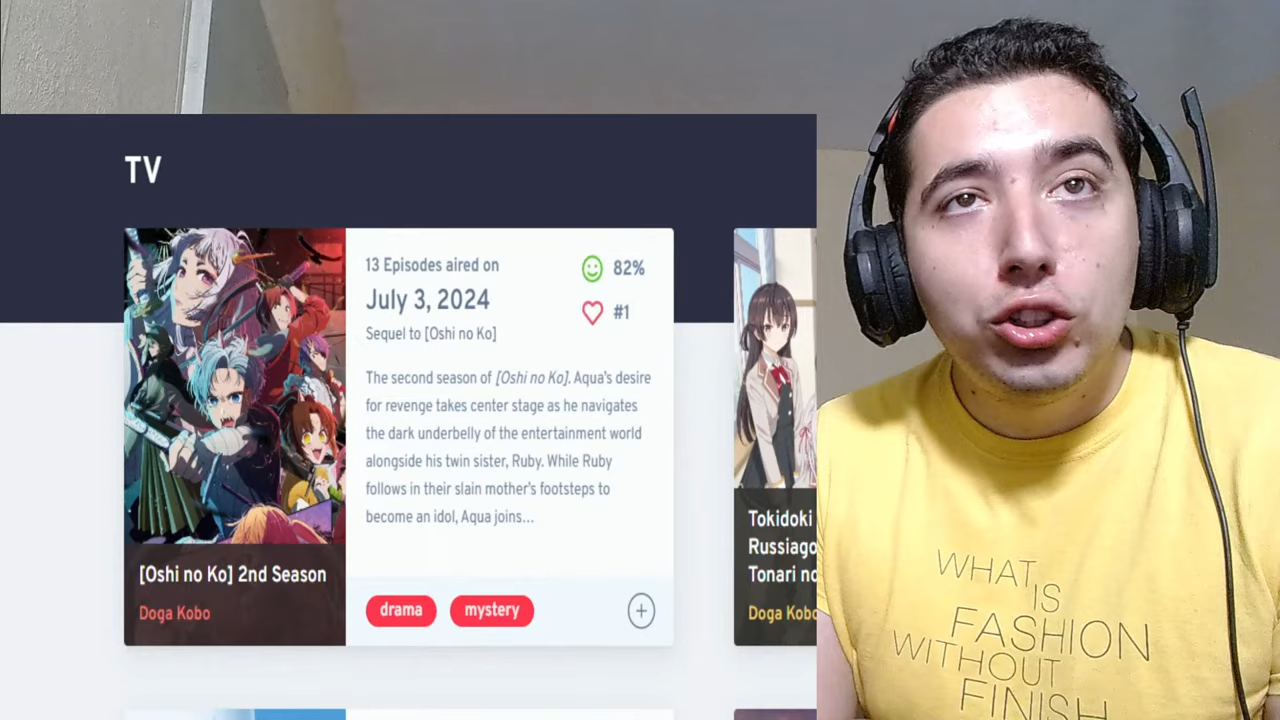 TV
13 Episodes aired on
July 3, 2024
Sequel to [Oshi no Ko]
82%
#1
The second season of [Oshi no Ko]. Aqua's desire
for revenge takes center stage as he navigates
the dark underbelly of the entertainment world
alongside his twin sister, Ruby. While Ruby
follows in their slain mother's footsteps to
become an idol, Aqua joins...
[Oshi no Ko] 2nd Season
Doga Kobo
drama
mystery
Tokidoki
Russiago
Tonari no
Doga Kobo
WHAT
IS
FASHION
WITHOUT
FINISH